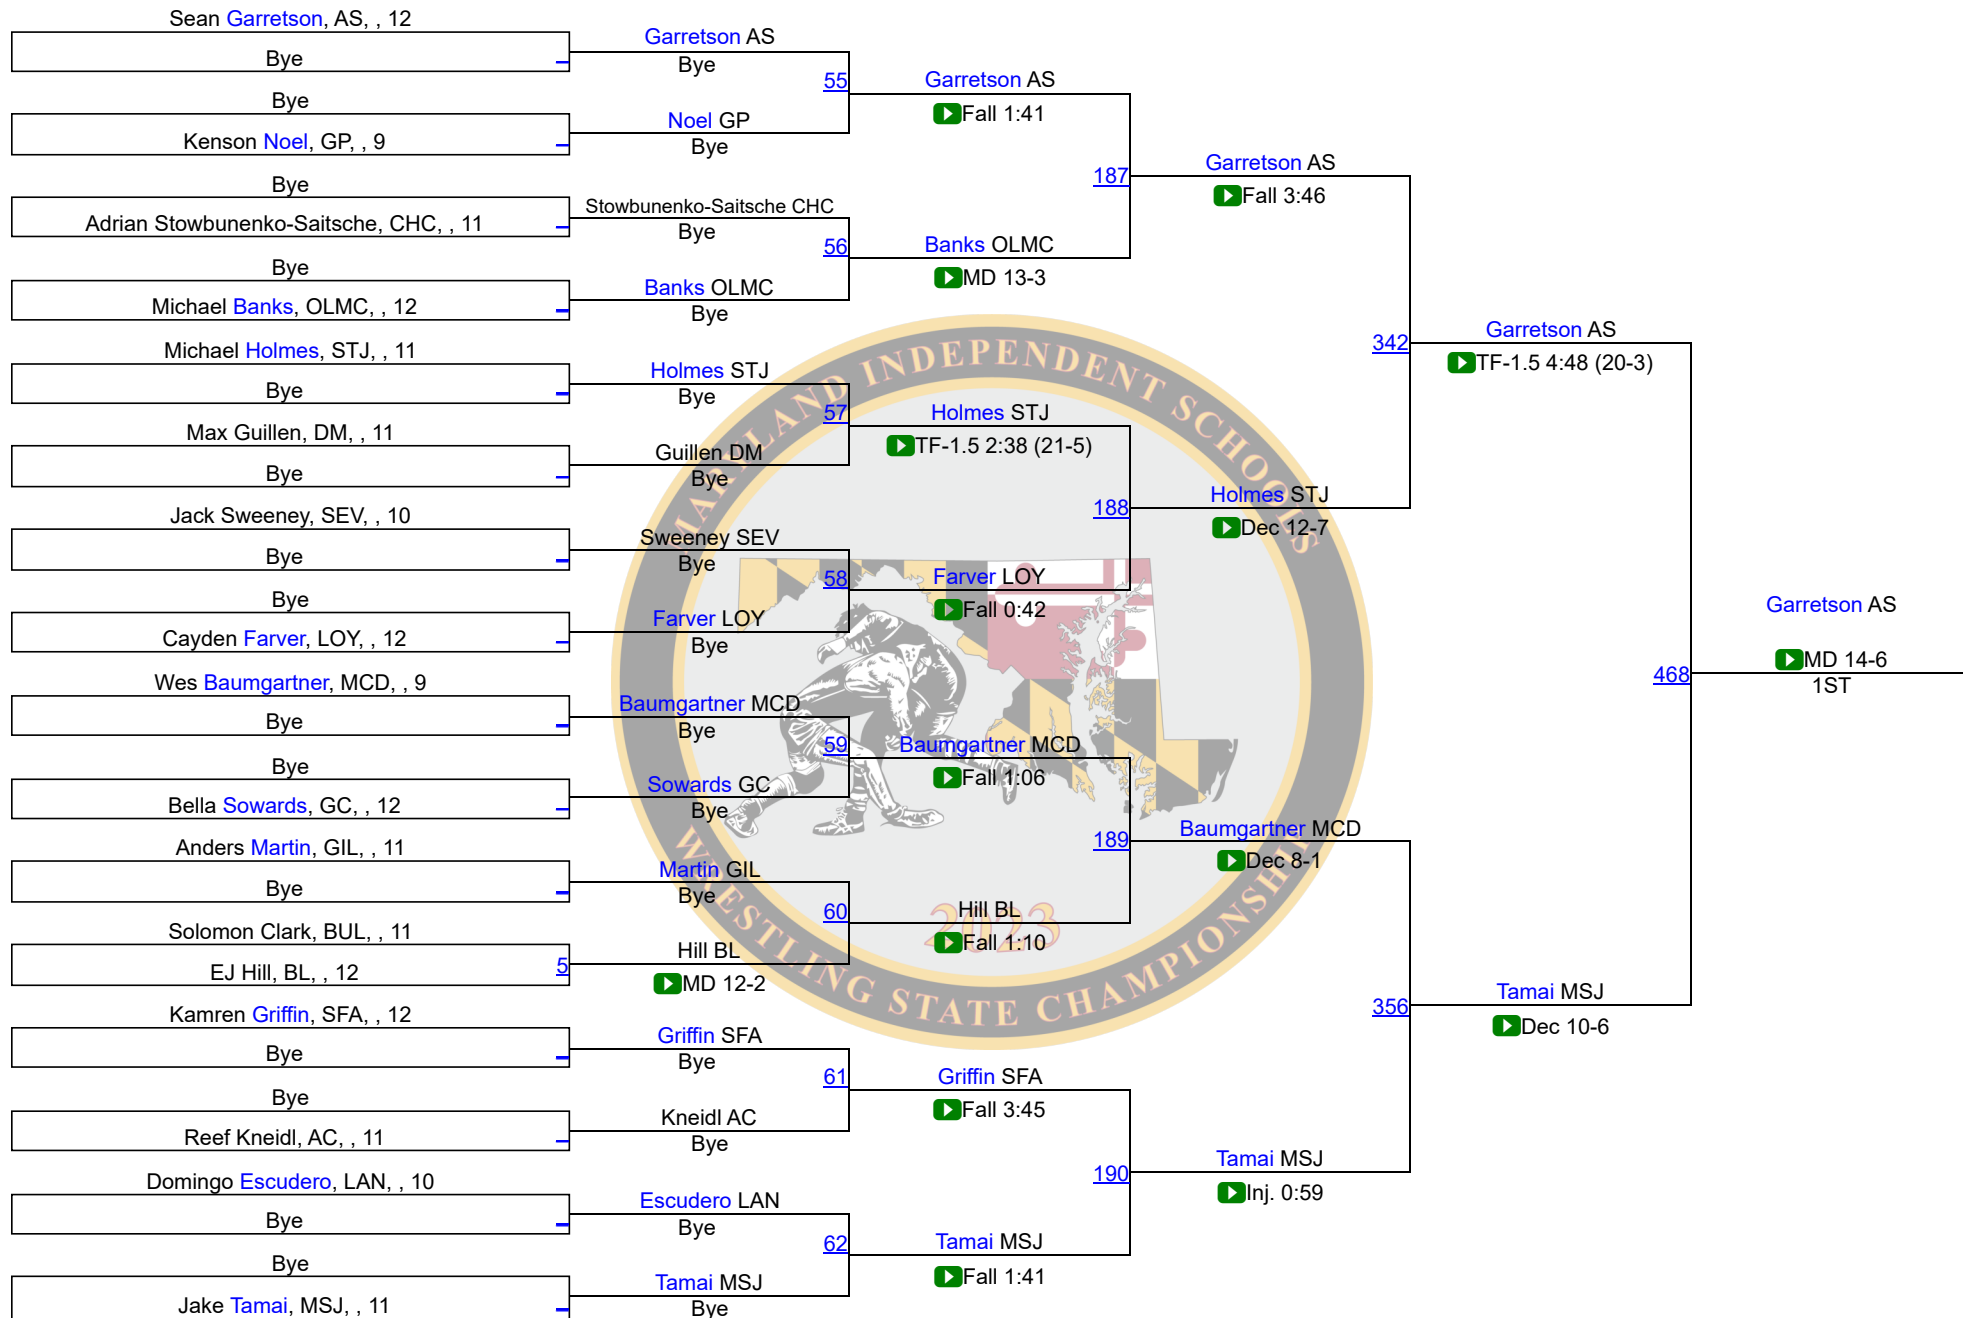 Sean Garretson, AS, , 12
Bye
Bye
Kenson Noel, GP, , 9
Bye
Adrian Stowbunenko-Saitsche, CHC, , 11
Bye
Michael Banks, OLMC, , 12
Michael Holmes, STJ, , 11
Bye
Max Guillen, DM, , 11
Bye
Jack Sweeney, SEV, , 10
Bye
Bye
Cayden Farver, LOY, , 12
Wes Baumgartner, MCD, , 9
Bye
Bye
Bella Sowards, GC, , 12
Anders Martin, GIL, , 11
Bye
Solomon Clark, BUL, , 11
EJ Hill, BL, , 12
5
Kamren Griffin, SFA, , 12
Bye
Bye
Reef Kneidl, AC, , 11
Domingo Escudero, LAN, , 10
Bye
Bye
Jake Tamai, MSJ, , 11
Garretson AS
Bye
55
Noel GP
Bye
Stowbunenko-Saitsche CHC
Bye
56
Banks OLMC
Bye
Holmes STJ
Bye
57
Guillen DM
Bye
Sweeney SEV
Bye
58
Farver LOY
Bye
Baumgartner MCD
Bye
59
Sowards GC
Bye
Martin GIL
Bye
60
Hill BL
MD 12-2
Griffin SFA
Bye
61
Kneidl AC
Bye
Escudero LAN
Bye
62
Tamai MSJ
Bye
Garretson AS
Fall 1:41
187
Banks OLMC
MD 13-3
Holmes STJ
TF-1.5 2:38 (21-5)
188
Farver LOY
Fall 0:42
Baumgartner MCD
Fall 1:06
189
Hill BL
Fall 1:10
Griffin SFA
Fall 3:45
190
Tamai MSJ
Fall 1:41
Garretson AS
Fall 3:46
342
Holmes STJ
Dec 12-7
Baumgartner MCD
Dec 8-1
356
Tamai MSJ
Inj. 0:59
Garretson AS
TF-1.5 4:48 (20-3)
468
Tamai MSJ
Dec 10-6
Garretson AS
MD 14-6
1ST
MARYLAND INDEPENDENT SCHOOLS
2023
WRESTLING STATE CHAMPIONSHIP